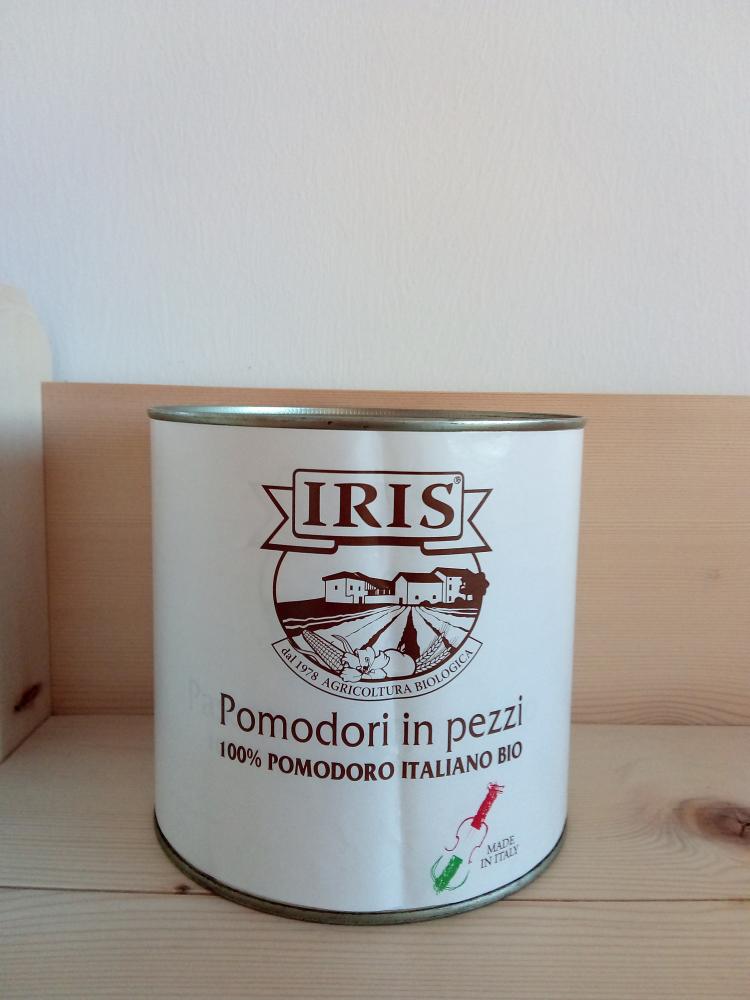 IRIS®
dal 1978 AGRICOLTURA BIOLOGICA
Pomodori in pezzi
100% POMODORO ITALIANO BIO
MADE
IN ITALY